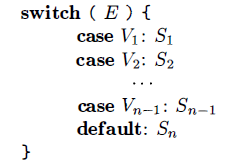 switch ( E ) {
case V₁: S₁
case V₂: S₂
...
case Vₙ₋₁: Sₙ₋₁
default: Sₙ
}